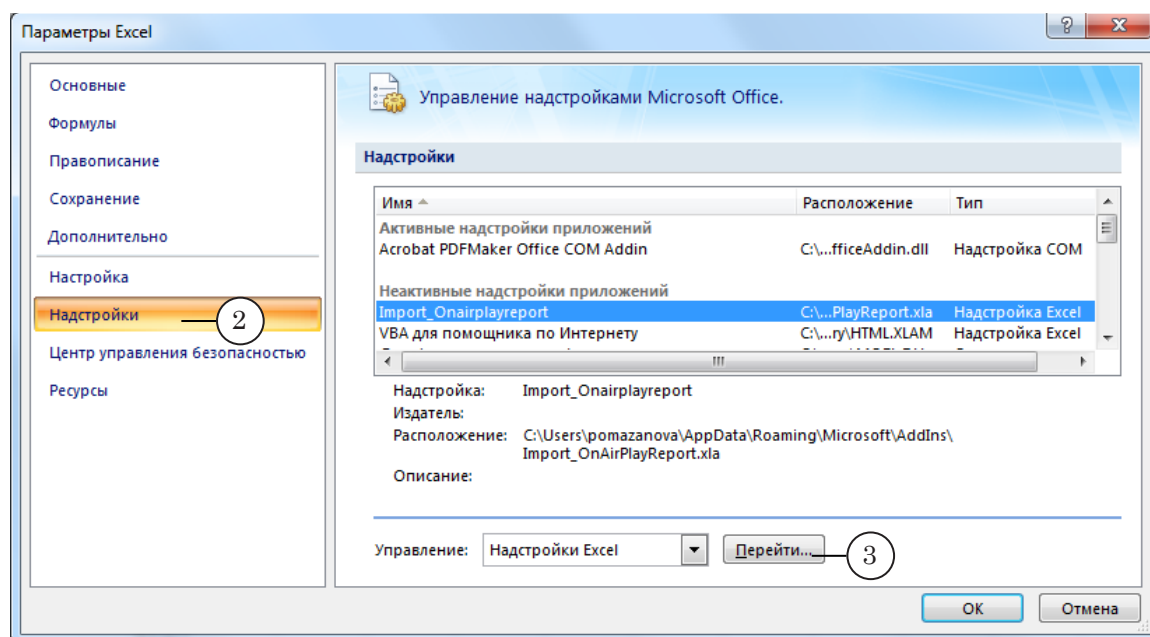 Параметры Excel
Основные
Формулы
Правописание
Сохранение
Дополнительно
Настройка
Надстройки
2
Центр управления безопасностью
Ресурсы
Управление надстройками Microsoft Office.
Надстройки
Имя Расположение Тип
Активные надстройки приложений
Acrobat PDFMaker Office COM Addin C:\...fficeAddin.dll Надстройка COM
Неактивные надстройки приложений
Import_Onairplayreport C:\...PlayReport.xla Надстройка Excel
VBA для помощника по Интернету C:\...ry\HTML.XLAM Надстройка Excel
Надстройка: Import_Onairplayreport
Издатель:
Расположение: C:\Users\pomazanova\AppData\Roaming\Microsoft\AddIns\
Import_OnAirPlayReport.xla
Описание:
Управление: Надстройки Excel Перейти... 3
ОК Отмена